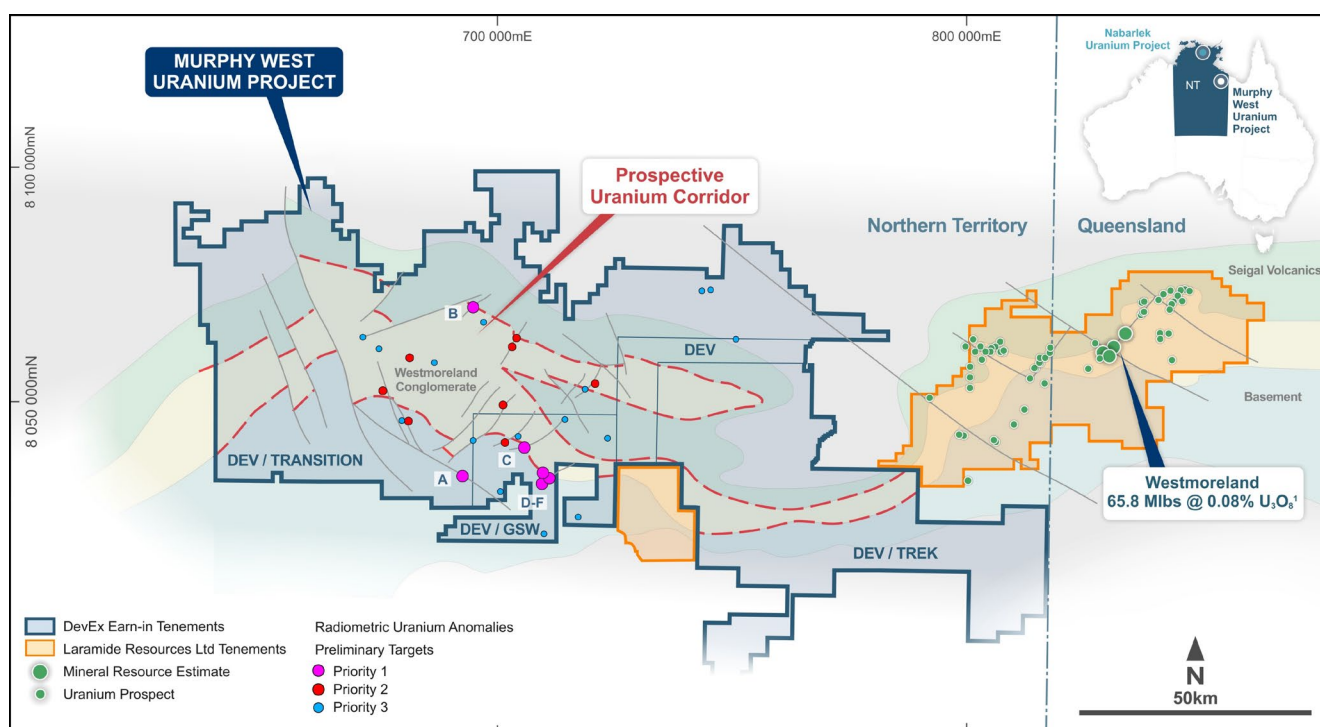 700 000mE
800 000mE
MURPHY WEST
URANIUM PROJECT
Nabarlek
Uranium Project
NT
Murphy
West
Uranium
Project
8 100 000mN
8 050 000mN
Prospective
Uranium Corridor
Northern Territory
Queensland
Seigal Volcanics
B
DEV
Westmoreland
Conglomerate
Basement
DEV / TRANSITION
A
C
D-F
DEV / GSW
DEV / TREK
Westmoreland
65.8 Mlbs @ 0.08% U₃O₈¹
DevEx Earn-in Tenements
Laramide Resources Ltd Tenements
Mineral Resource Estimate
Uranium Prospect
Radiometric Uranium Anomalies
Preliminary Targets
Priority 1
Priority 2
Priority 3
N
50km